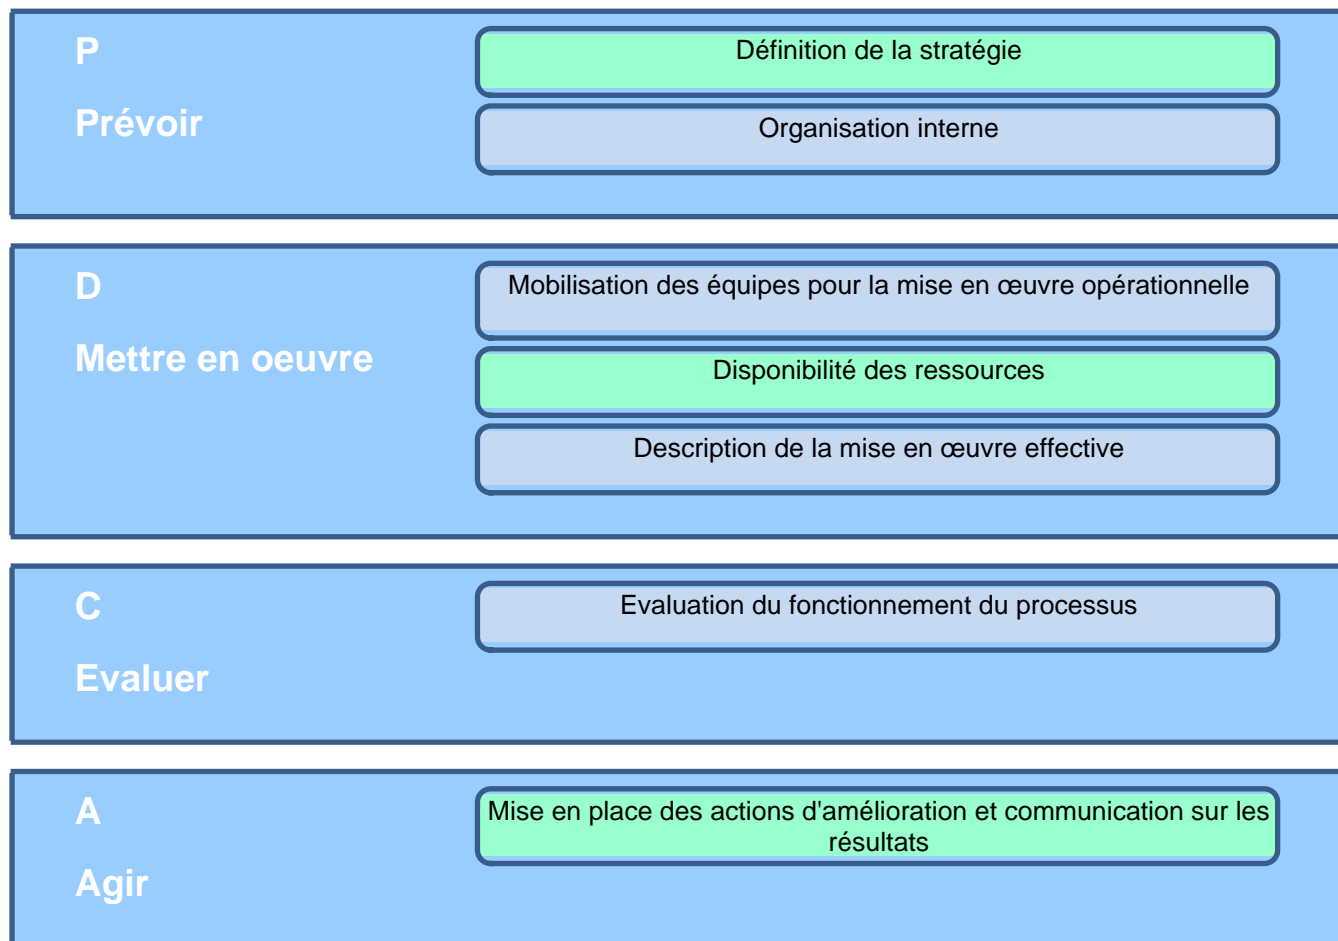 P
Définition de la stratégie
Prévoir
Organisation interne
D
Mobilisation des équipes pour la mise en œuvre opérationnelle
Mettre en oeuvre
Disponibilité des ressources
Description de la mise en œuvre effective
C
Evaluation du fonctionnement du processus
Evaluer
A
Mise en place des actions d'amélioration et communication sur les
résultats
Agir